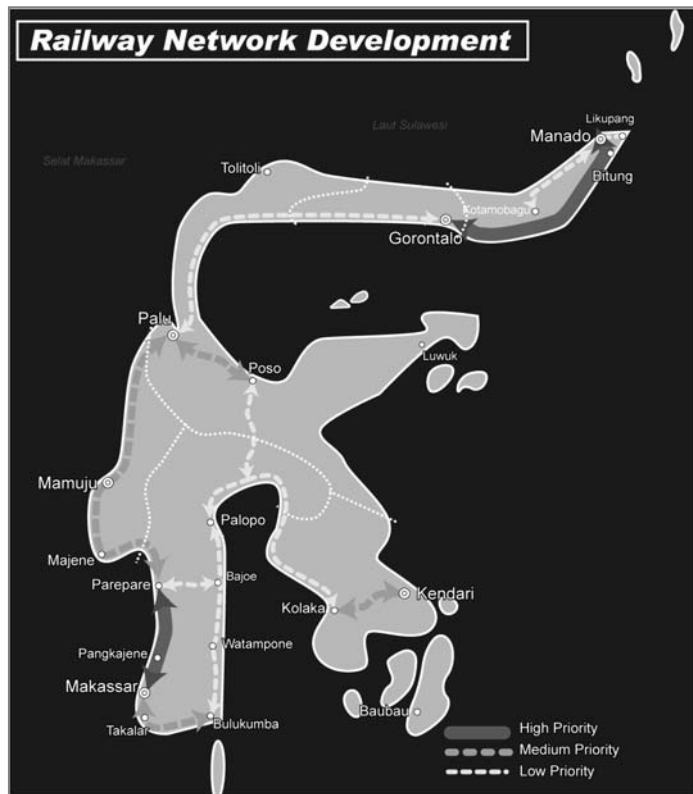 Railway Network Development
Likupang
Laut Sulawesi
Manado
Selat Makassar
Tolitoli
Bitung
Kotamobagu
Gorontalo
Palu
Luwuk
Poso
Mamuju
Palopo
Majene
Parepare
Bajoe
Kendari
Kolaka
Watampone
Pangkajene
Makassar
Baubau
Takalar
Bulukumba
High Priority
Medium Priority
Low Priority